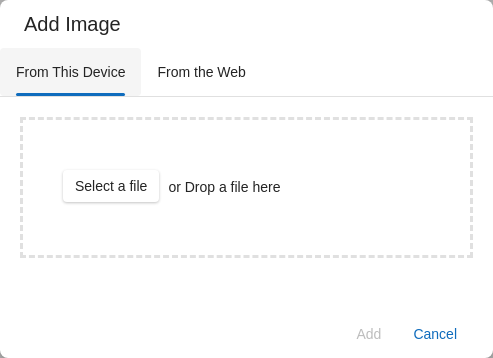 Add Image
From This Device
From the Web
Select a file or Drop a file here
Add
Cancel